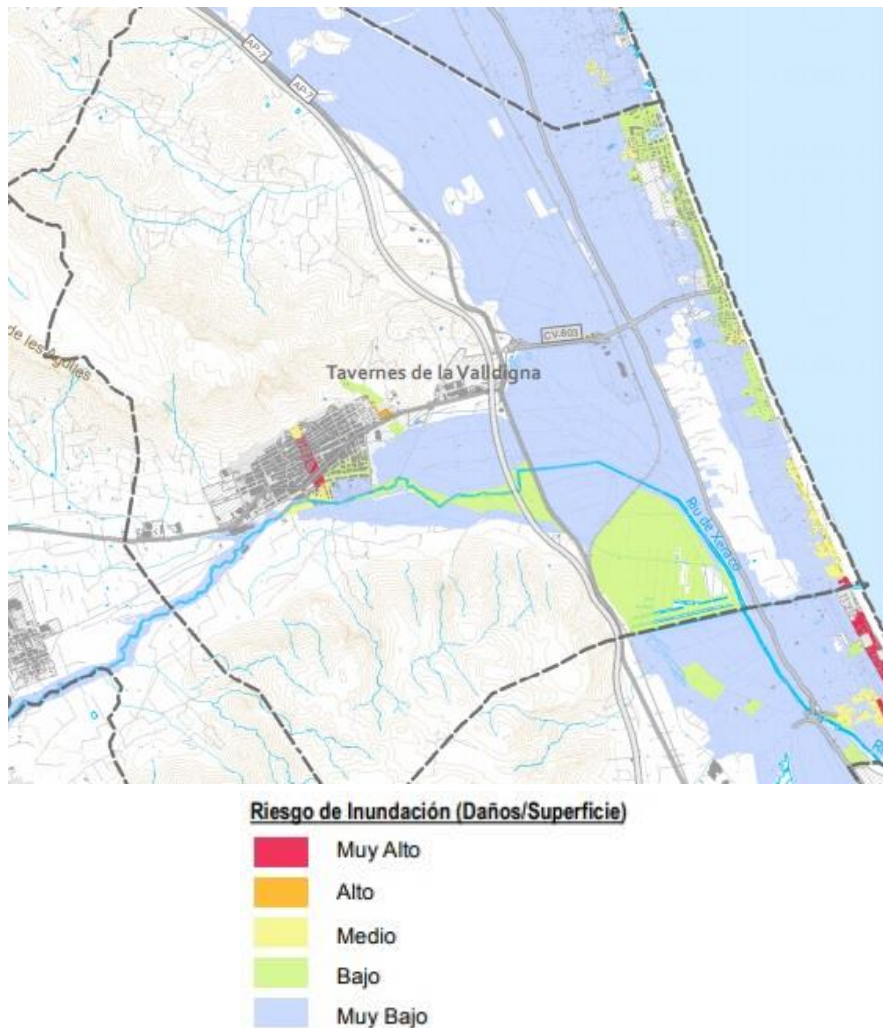 AP-7
AP-7
CV-603
de les Agulles
Tavernes de la Valldigna
Riu de Xeraco
Riesgo de Inundación (Daños/Superficie)
Muy Alto
Alto
Medio
Bajo
Muy Bajo